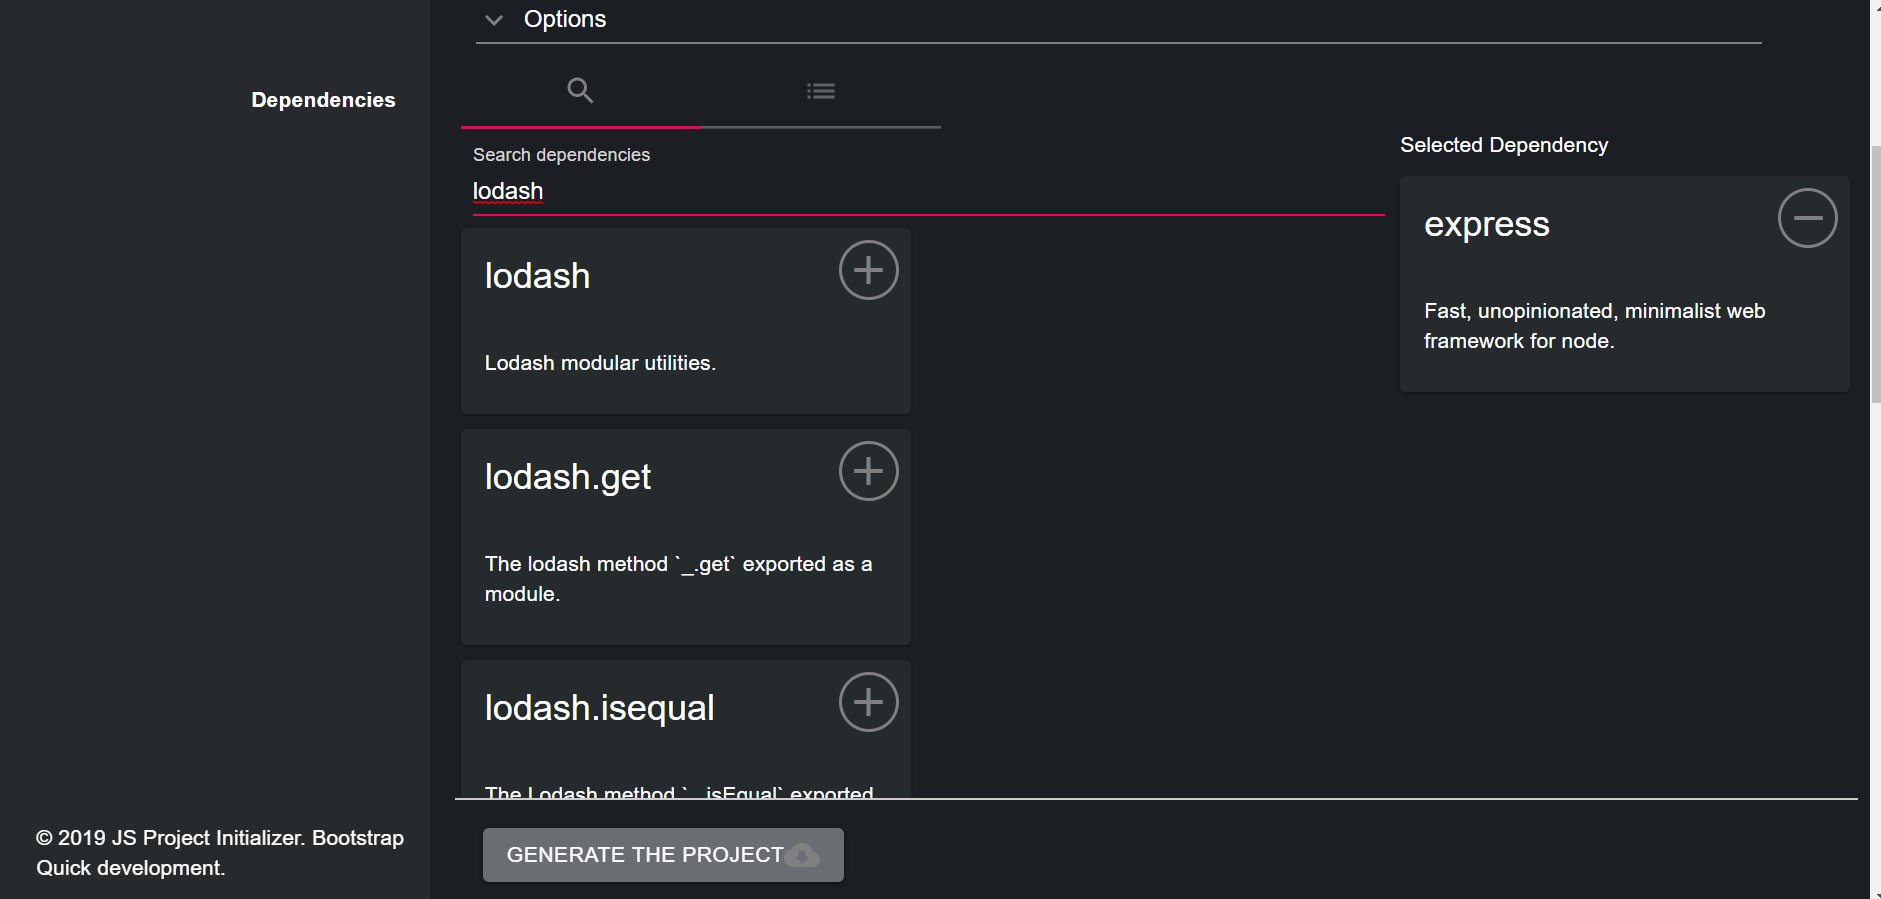 Options
Dependencies
Search dependencies
lodash
Selected Dependency
express
Fast, unopinionated, minimalist web
framework for node.
lodash
Lodash modular utilities.
lodash.get
The lodash method `_.get` exported as a
module.
lodash.isequal
The Lodash method `_.isEqual` exported
© 2019 JS Project Initializer. Bootstrap
Quick development.
GENERATE THE PROJECT